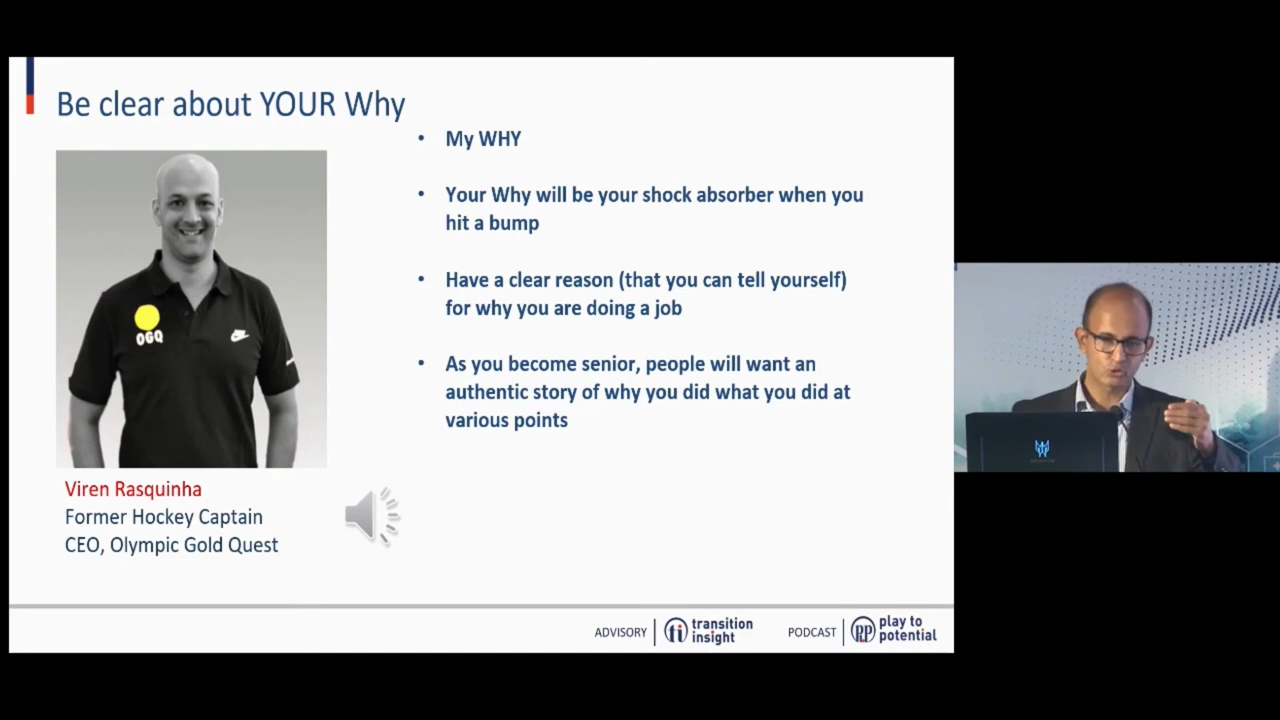 Be clear about YOUR Why
• My WHY
• Your Why will be your shock absorber when you
hit a bump
• Have a clear reason (that you can tell yourself)
for why you are doing a job
• As you become senior, people will want an
authentic story of why you did what you did at
various points
OGQ
Viren Rasquinha
Former Hockey Captain
CEO, Olympic Gold Quest
ADVISORY
ti
transition
insight
PODCAST
PP
play to
potential